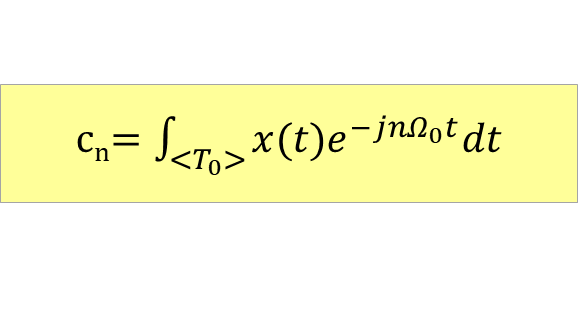 cₙ= ∫_{<T₀>} x(t)e^{−jnΩ₀t} dt